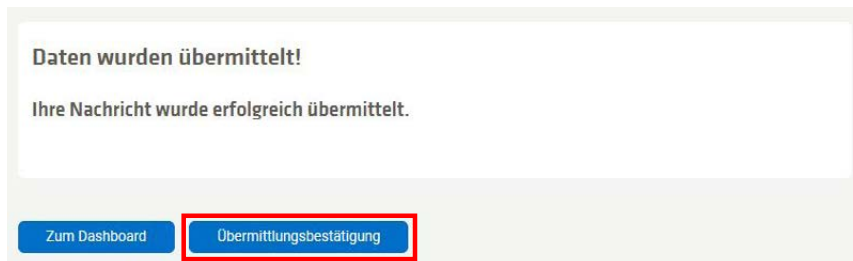 Daten wurden übermittelt!
Ihre Nachricht wurde erfolgreich übermittelt.
Zum Dashboard Übermittlungsbestätigung